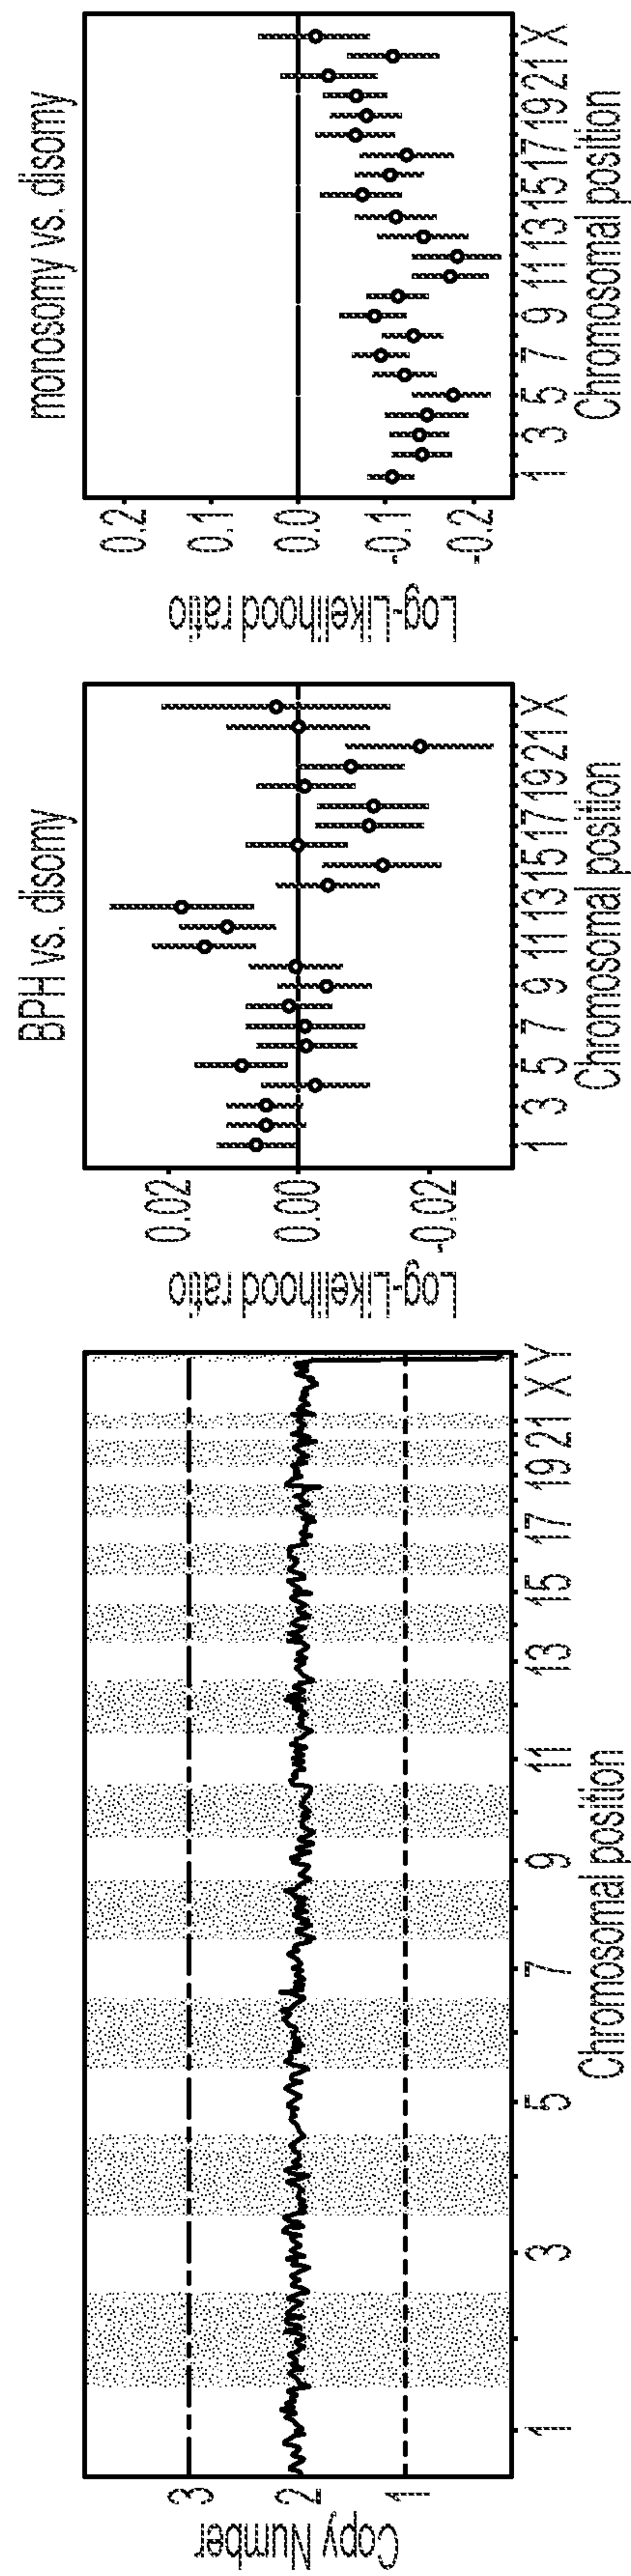 Copy Number
3
2
1
1 3 5 7 9 11 13 15 17 19 21 X Y
Chromosomal position
BPH vs. disomy
Log-Likelihood ratio
0.02
0.00
-0.02
1 3 5 7 9 11 13 15 17 19 21 X
Chromosomal position
monosomy vs. disomy
Log-Likelihood ratio
0.2
0.1
0.0
-0.1
-0.2
1 3 5 7 9 11 13 15 17 19 21 X
Chromosomal position